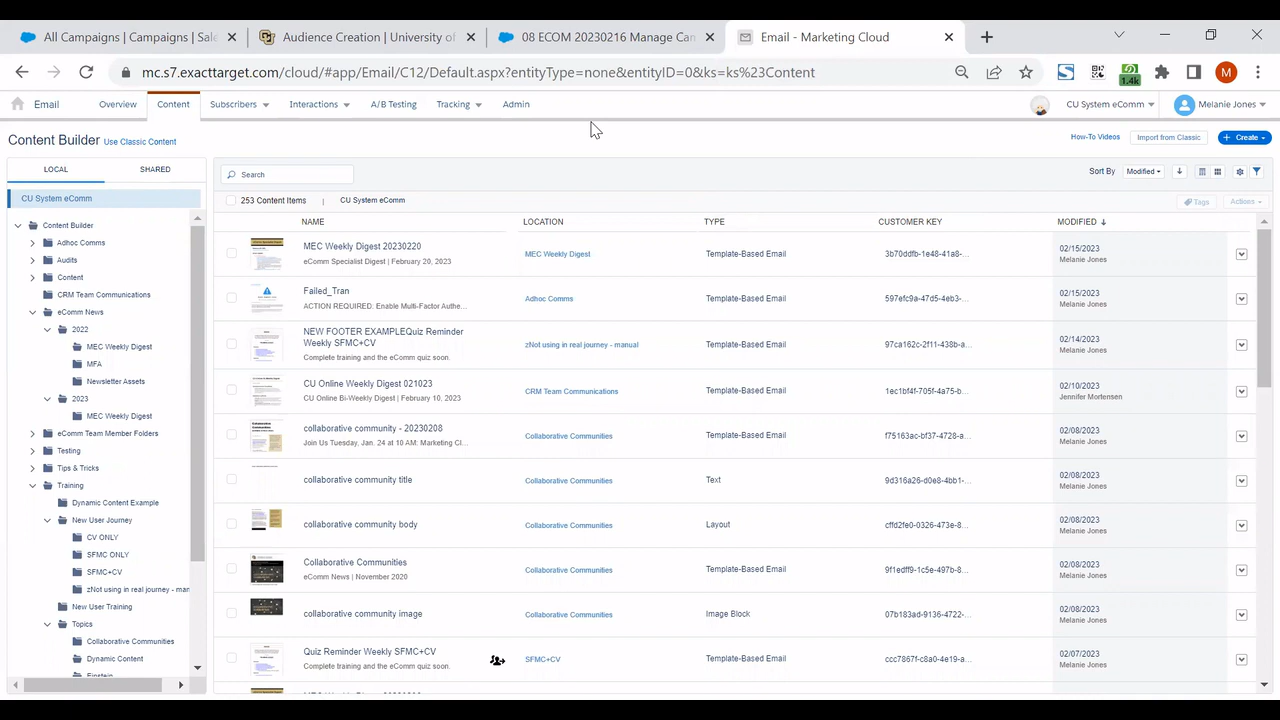 All Campaigns | Campaigns | Sale
Audience Creation | University of
08 ECOM 20230216 Manage Cam
Email - Marketing Cloud
mc.s7.exacttarget.com/cloud/#app/Email/C12/Default.aspx?entityType=none&entityID=0&ks=ks%23Content
1.4k
M
Email
Overview
Content
Subscribers
Interactions
A/B Testing
Tracking
Admin
CU System eComm
Melanie Jones
Content Builder
Use Classic Content
How-To Videos
Import from Classic
Create
LOCAL
SHARED
Search
Sort By
Modified
CU System eComm
253 Content Items | CU System eComm
Tags
Actions
Content Builder
Adhoc Comms
Audits
Content
CRM Team Communications
eComm News
2022
MEC Weekly Digest
MFA
Newsletter Assets
2023
MEC Weekly Digest
eComm Team Member Folders
Testing
Tips & Tricks
Training
Dynamic Content Example
New User Journey
CV ONLY
SFMC ONLY
SFMC+CV
zNot using in real journey - man
New User Training
Topics
Collaborative Communities
Dynamic Content
Einstein
NAME LOCATION TYPE CUSTOMER KEY MODIFIED
MEC Weekly Digest 20230220
eComm Specialist Digest | February 20, 2023
MEC Weekly Digest
Template-Based Email
3b70ddfb-1e48-41a8-...
02/15/2023
Melanie Jones
Failed_Tran
ACTION REQUIRED: Enable Multi-Factor Authe...
Adhoc Comms
Template-Based Email
597efc9a-47d5-4eb3-...
02/15/2023
Melanie Jones
NEW FOOTER EXAMPLEQuiz Reminder
Weekly SFMC+CV
Complete training and the eComm quiz soon.
zNot using in real journey - manual
Template-Based Email
97ca162c-2f11-438b-a...
02/14/2023
Melanie Jones
CU Online Weekly Digest 021023
CU Online Bi-Weekly Digest | February 10, 2023
CRM Team Communications
Template-Based Email
1ec1bf4f-705f-4a75-b...
02/10/2023
Jennifer Mortensen
collaborative community - 20230208
Join Us Tuesday, Jan. 24 at 10 AM: Marketing Cl...
Collaborative Communities
Template-Based Email
f75163ac-bf37-4728-a...
02/08/2023
Melanie Jones
collaborative community title
Collaborative Communities
Text
9d316a26-d0e8-4bb1-...
02/08/2023
Melanie Jones
collaborative community body
Collaborative Communities
Layout
cffd2fe0-0326-473e-8...
02/08/2023
Melanie Jones
Collaborative Communities
eComm News | November 2020
Collaborative Communities
Template-Based Email
9f1edff9-1c5e-497b-8...
02/08/2023
Melanie Jones
collaborative community image
Collaborative Communities
Image Block
07b183ad-9136-4722-...
02/08/2023
Melanie Jones
Quiz Reminder Weekly SFMC+CV
Complete training and the eComm quiz soon.
SFMC+CV
Template-Based Email
ccc7867f-c8a0-4e19-a...
02/07/2023
Melanie Jones